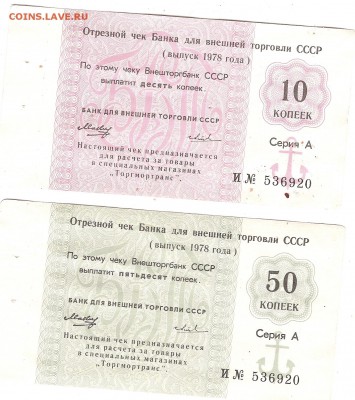 COINS.LAVE.RU
Отрезной чек Банка для внешней торговли СССР
(выпуск 1978 года)
По этому чеку Внешторгбанк СССР
выплатит десять копеек.
10
КОПЕЕК
БАНК ДЛЯ ВНЕШНЕЙ ТОРГОВЛИ СССР
Серия А
Настоящий чек предназначается
для расчета за товары
в специальных магазинах
"Торгмортранс"
И № 536920
Отрезной чек Банка для внешней торговли СССР
(выпуск 1978 года)
По этому чеку Внешторгбанк СССР
выплатит пятьдесят копеек.
50
КОПЕЕК
БАНК ДЛЯ ВНЕШНЕЙ ТОРГОВЛИ СССР
Серия А
Настоящий чек предназначается
для расчета за товары
в специальных магазинах
"Торгмортранс"
И № 536920